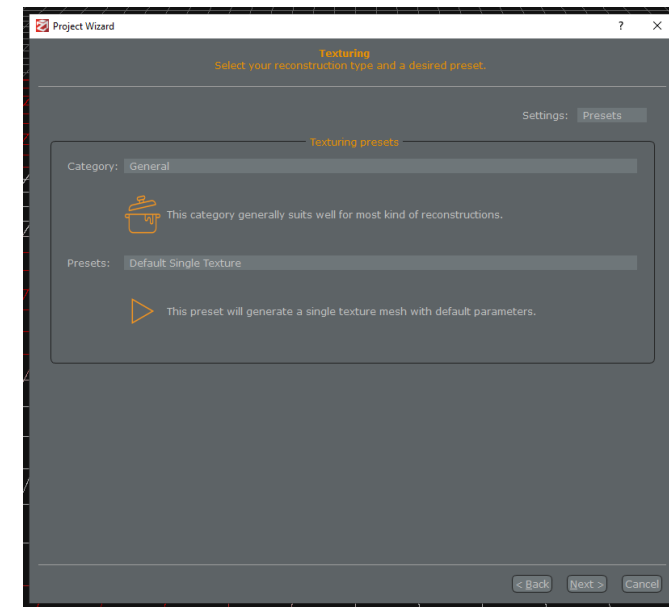 Project Wizard
?
Texturing
Select your reconstruction type and a desired preset.
Settings: Presets
Texturing presets
Category: General
This category generally suits well for most kind of reconstructions.
Presets: Default Single Texture
This preset will generate a single texture mesh with default parameters.
< Back Next > Cancel